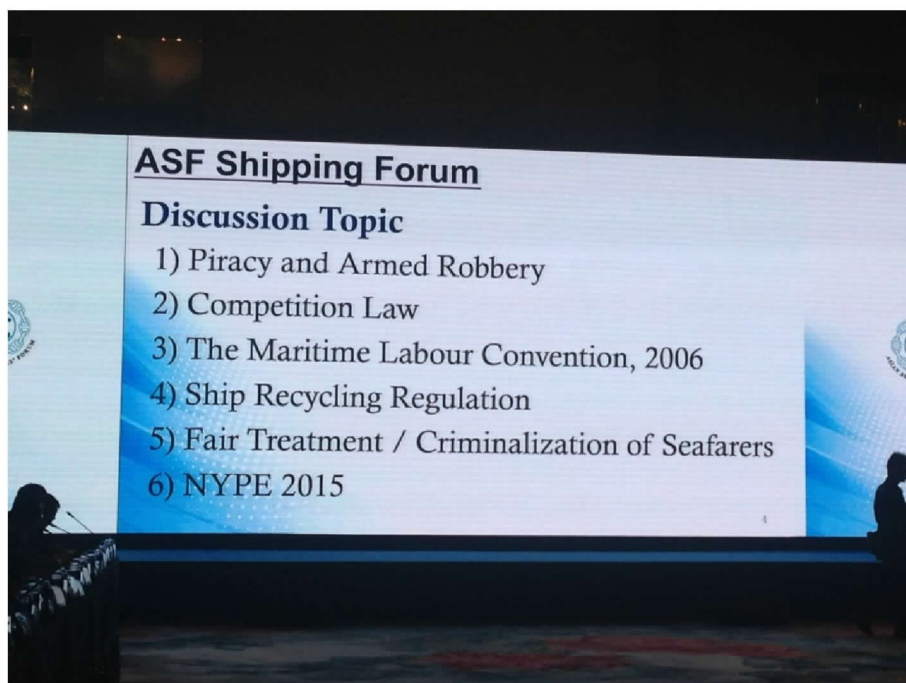 ASF Shipping Forum
Discussion Topic
1) Piracy and Armed Robbery
2) Competition Law
3) The Maritime Labour Convention, 2006
4) Ship Recycling Regulation
5) Fair Treatment / Criminalization of Seafarers
6) NYPE 2015
4